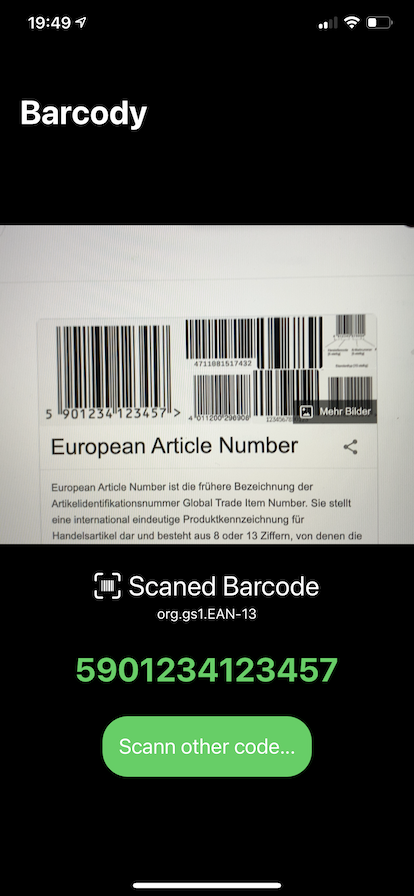 19:49
Barcody
5 901234 123457 >
4711081517432
4 011200 296908
Mehr Bilder
European Article Number
European Article Number ist die frühere Bezeichnung der
Artikelidentifikationsnummer Global Trade Item Number. Sie stellt
eine international eindeutige Produktkennzeichnung für
Handelsartikel dar und besteht aus 8 oder 13 Ziffern, von denen die
Scaned Barcode
org.gs1.EAN-13
5901234123457
Scann other code...